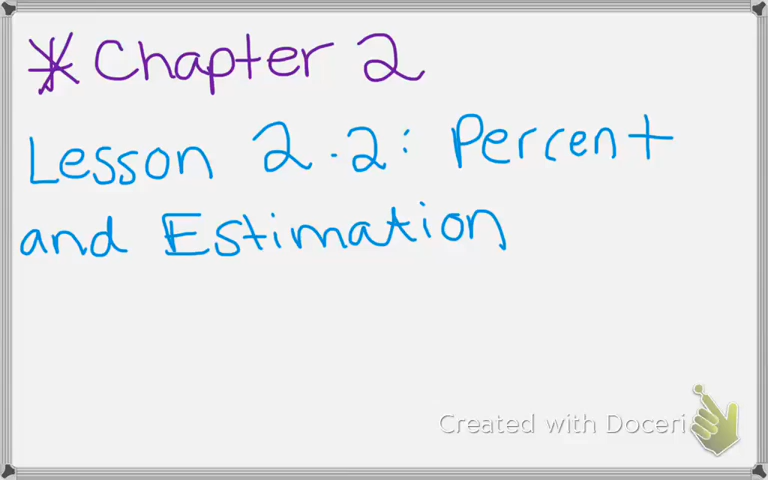 *Chapter 2
Lesson 2.2: Percent
and Estimation
Created with Doceri